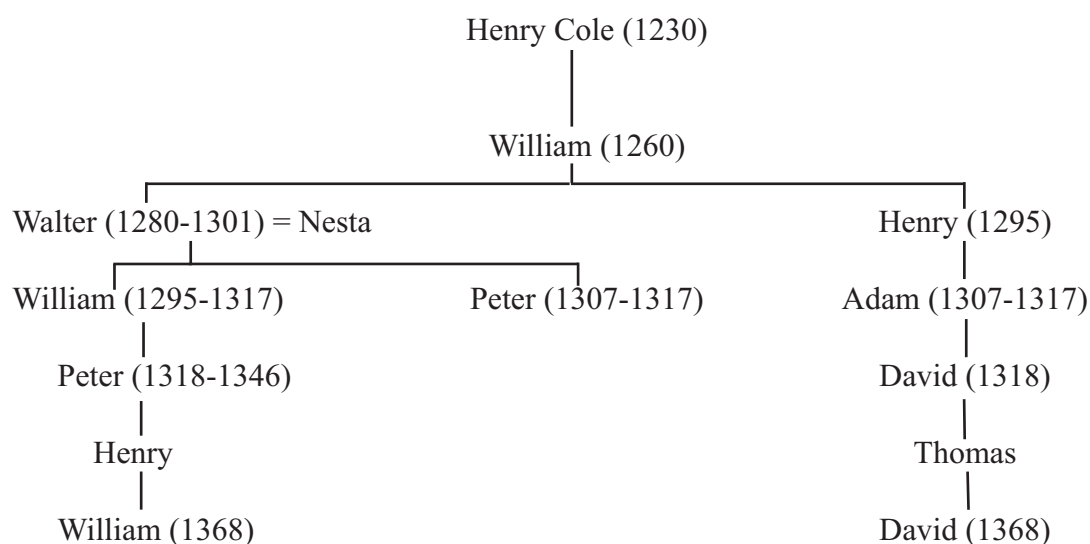 Henry Cole (1230)
William (1260)
Walter (1280-1301) = Nesta Henry (1295)
William (1295-1317) Peter (1307-1317) Adam (1307-1317)
Peter (1318-1346) David (1318)
Henry Thomas
William (1368) David (1368)